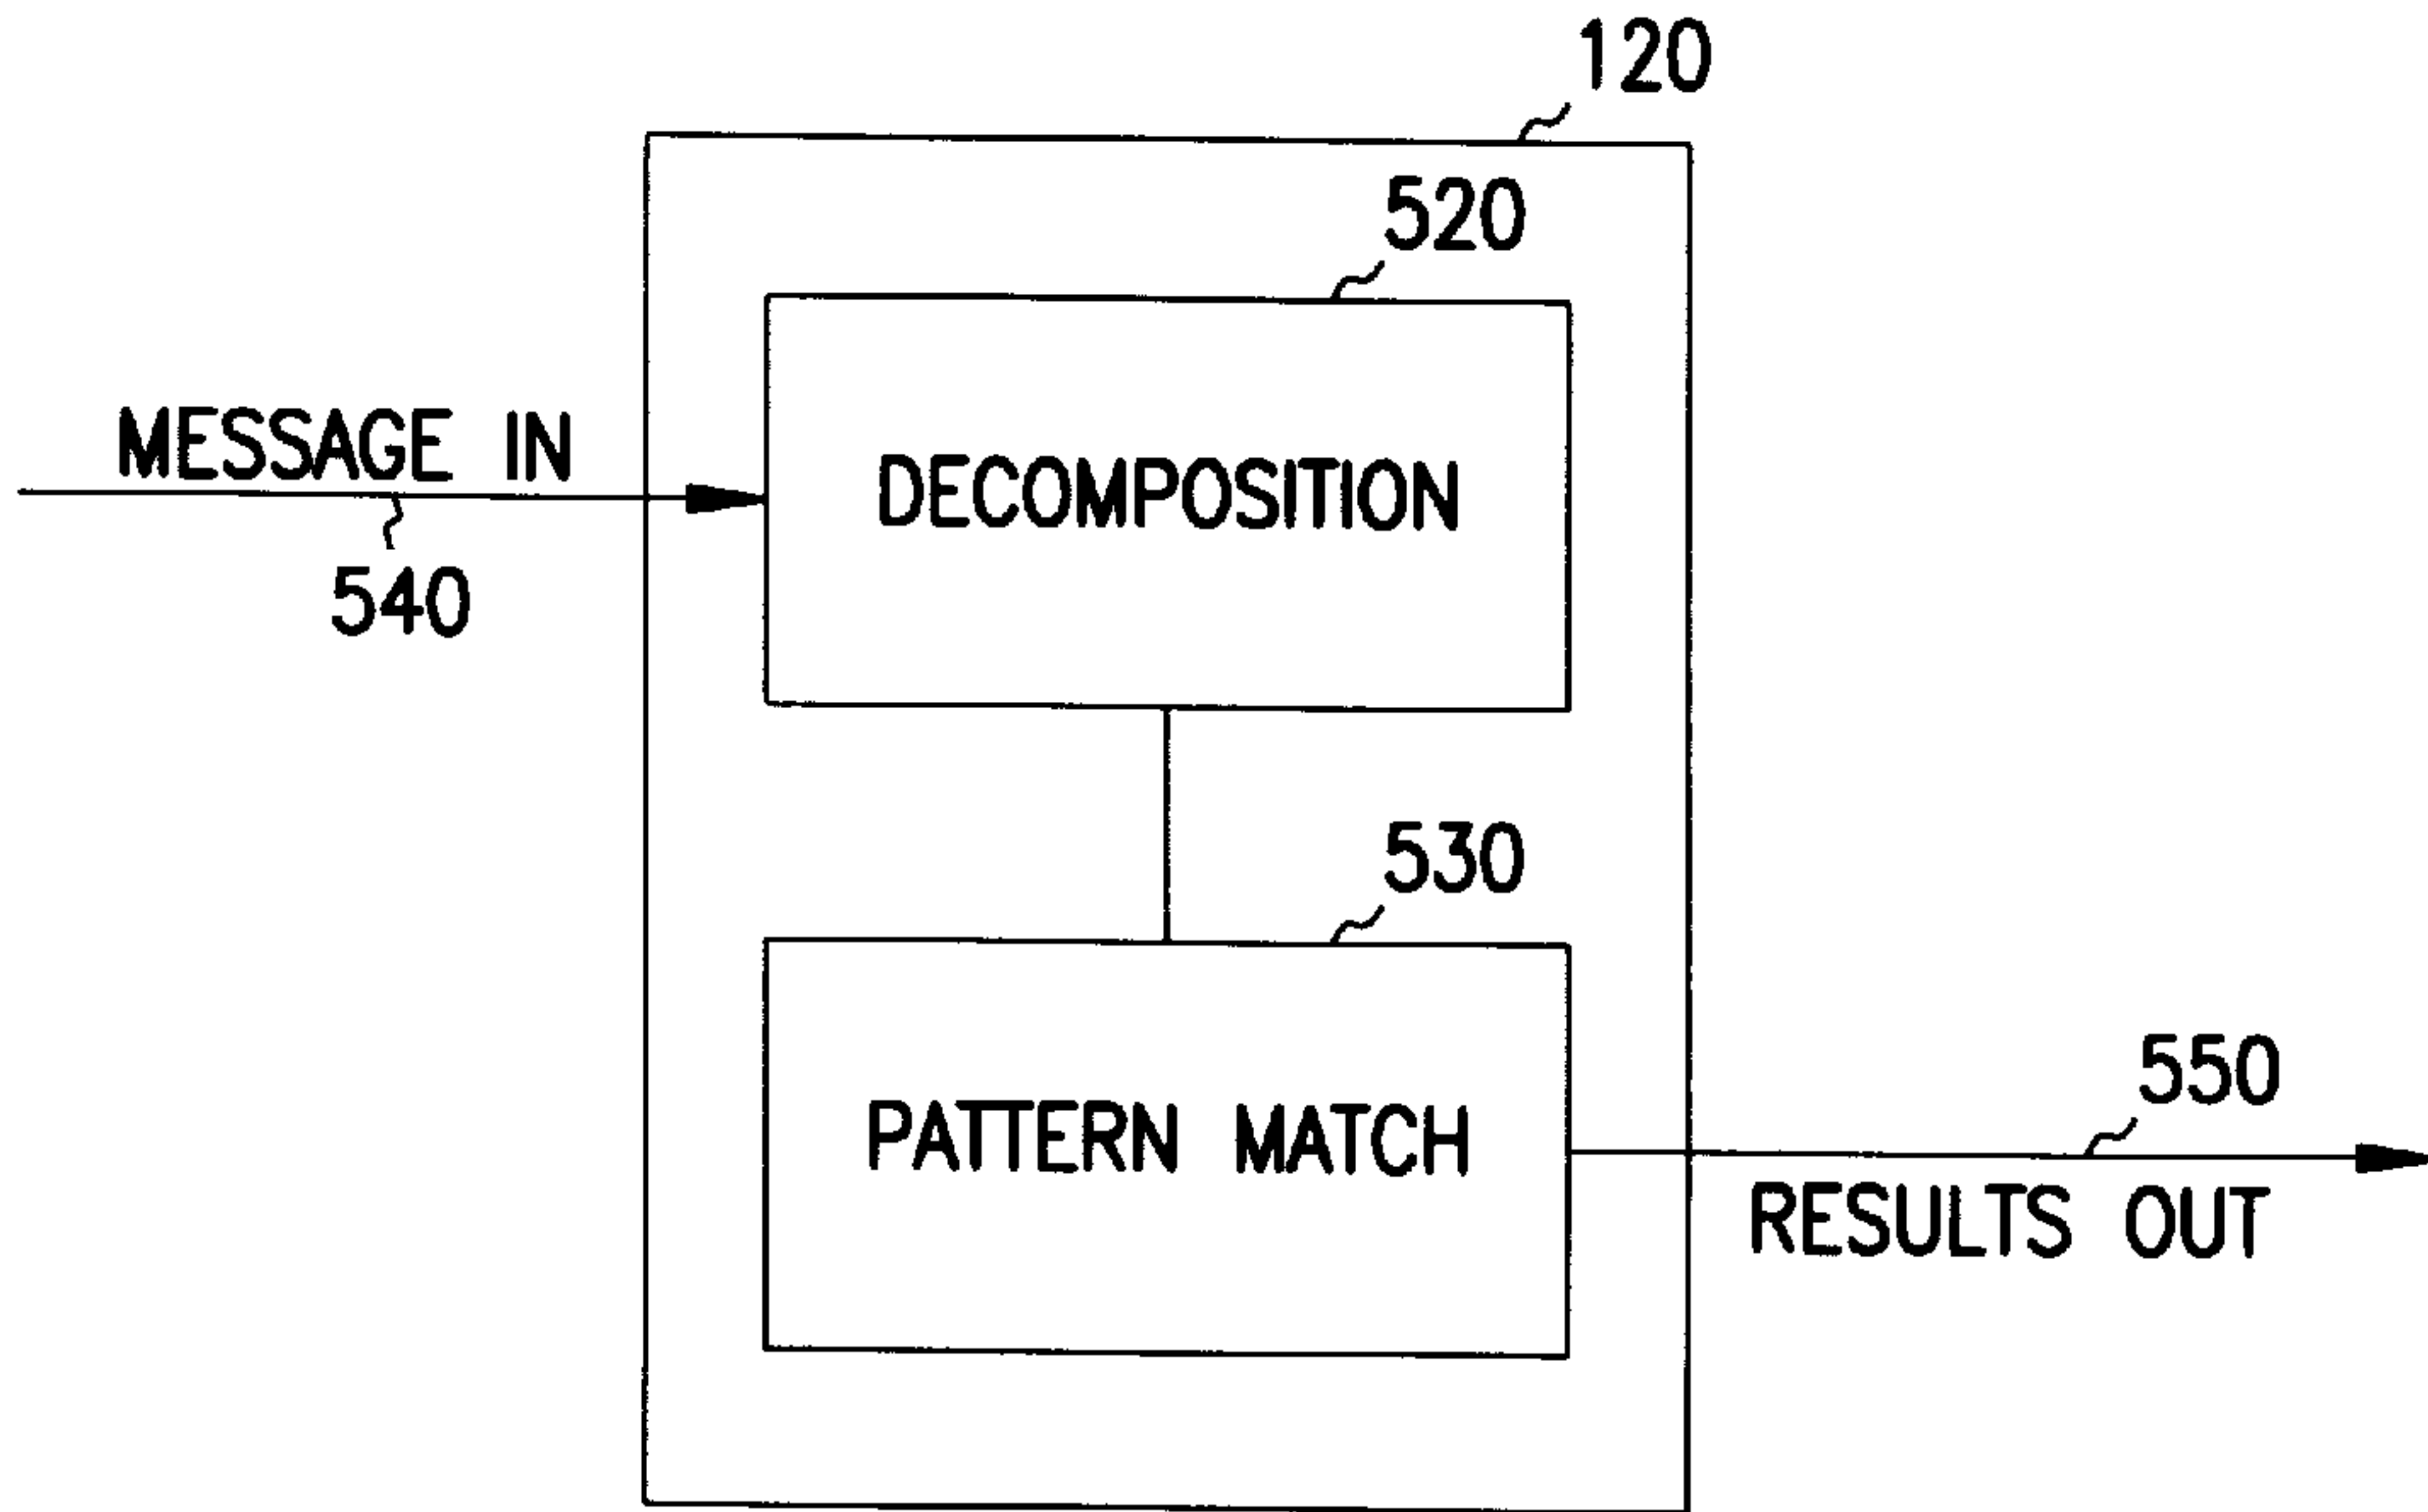 120
520
MESSAGE IN
DECOMPOSITION
540
530
550
PATTERN MATCH
RESULTS OUT